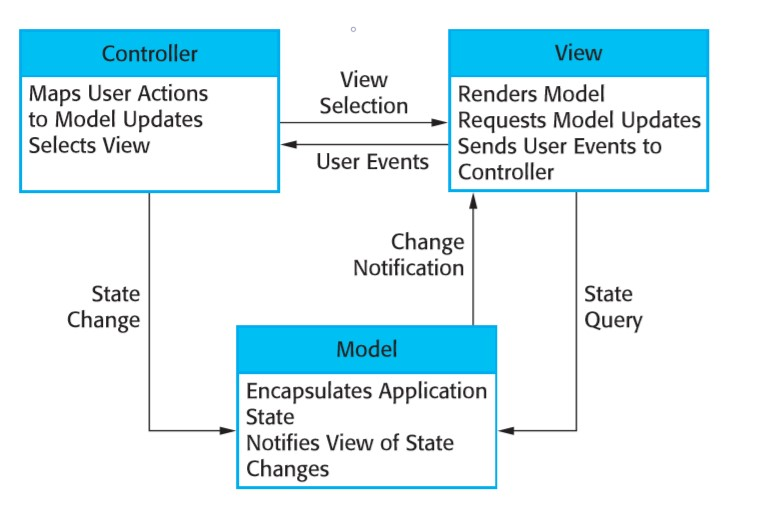 Controller
Maps User Actions
to Model Updates
Selects View
View
Selection
User Events
View
Renders Model
Requests Model Updates
Sends User Events to
Controller
State
Change
Change
Notification
State
Query
Model
Encapsulates Application
State
Notifies View of State
Changes